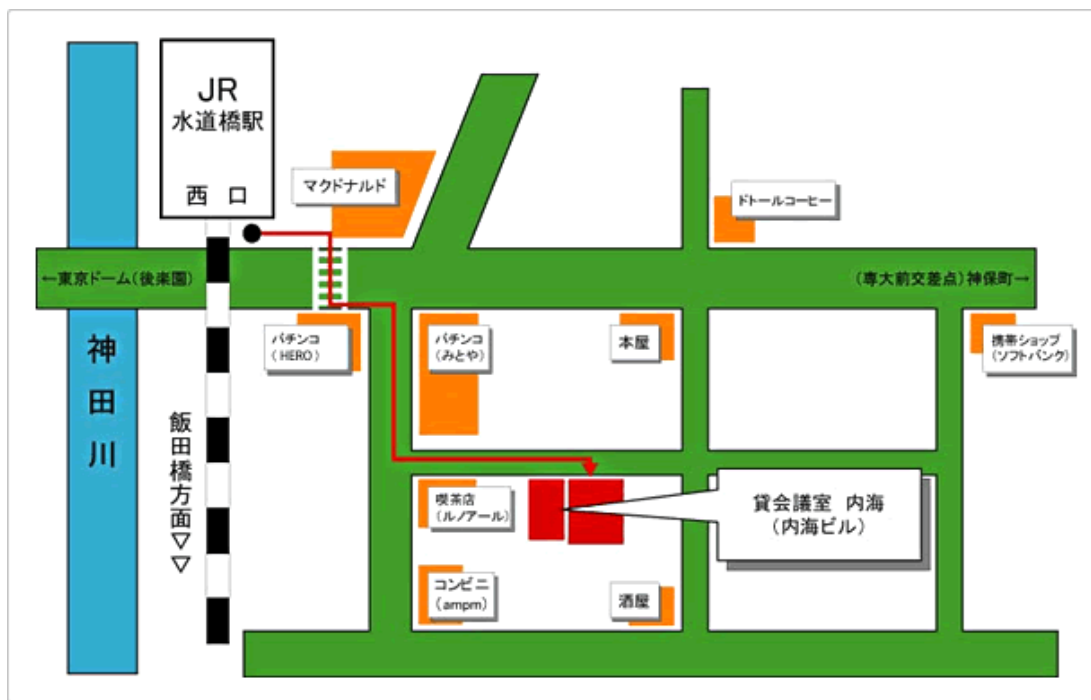 JR
水道橋駅
西 口
マクドナルド
ドトールコーヒー
←東京ドーム(後楽園)
(専大前交差点)神保町→
パチンコ
(HERO)
パチンコ
(みとや)
本屋
携帯ショップ
(ソフトバンク)
神田川
飯田橋方面▽▽
喫茶店
(ルノアール)
貸会議室 内海
(内海ビル)
コンビニ
(ampm)
酒屋